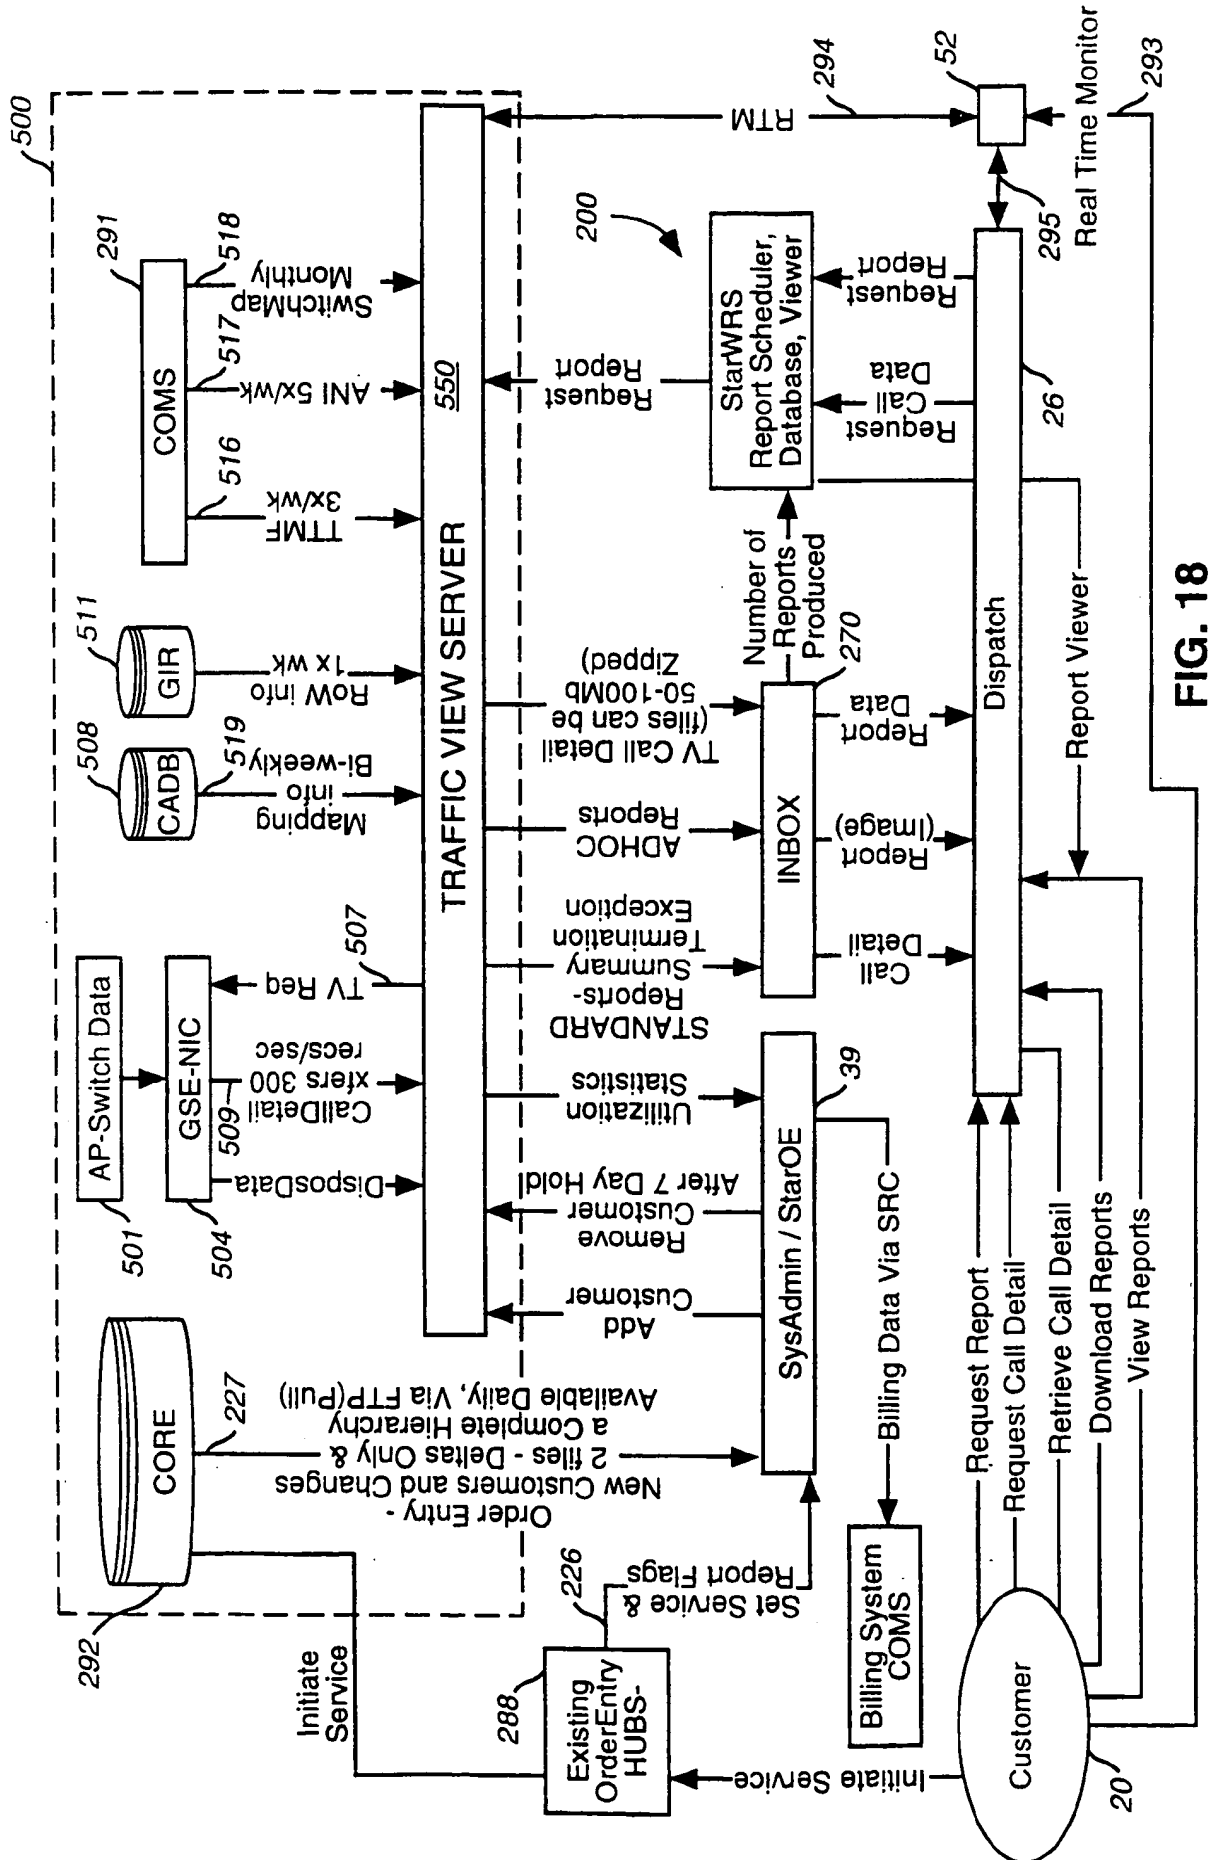 500
291
COMS
516
517
518
TTMF
3x/wk
ANI 5x/wk
SwitchMap
Monthly
511
GIR
RoW info
1x wk
508
CADB
519
Mapping
info
Bi-weekly
AP-Switch Data
501
GSE-NIC
504
DisposData
509
CallDetail
xfers 300
recs/sec
TV Req
507
292
CORE
227
Order Entry -
New Customers and Changes
2 files - Deltas Only &
a Complete Hierarchy
Available Daily, Via FTP(Pull)
TRAFFIC VIEW SERVER
550
Initiate
Service
288
Existing
OrderEntry
HUBS-
226
Set Service &
Report Flags
Add
Customer
Remove
Customer
After 7 Day Hold
Utilization
Statistics
STANDARD
Reports-
Summary
Termination
Exception
ADHOC
Reports
TV Call Detail
(files can be
50-100Mb
Zipped)
Request
Report
RTM
294
200
SysAdmin / StarOE
39
INBOX
270
Number of
Reports
Produced
StarWRS
Report Scheduler,
Database, Viewer
Billing Data Via SRC
Billing System
COMS
Call
Detail
Report
(Image)
Report
Data
Request
Call
Data
Request
Report
52
295
Dispatch
26
Initiate Service
Customer
20
Request Report
Request Call Detail
Retrieve Call Detail
Download Reports
View Reports
Report Viewer
Real Time Monitor
293
FIG. 18